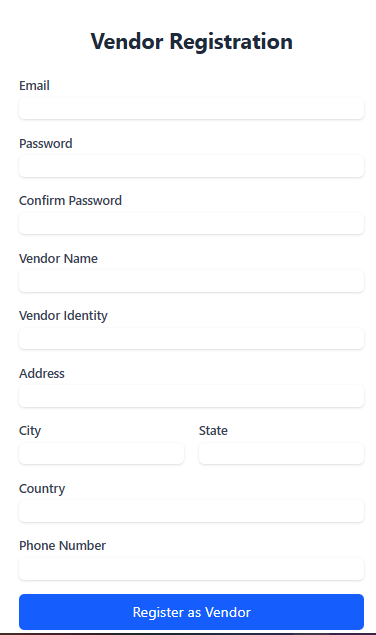 Vendor Registration
Email
Password
Confirm Password
Vendor Name
Vendor Identity
Address
City State
Country
Phone Number
Register as Vendor